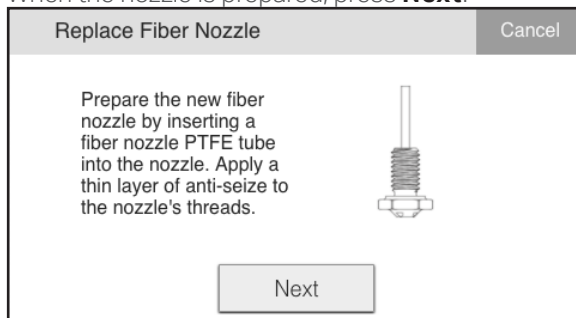 When the nozzle is prepared, press Next.
Replace Fiber Nozzle
Cancel
Prepare the new fiber
nozzle by inserting a
fiber nozzle PTFE tube
into the nozzle. Apply a
thin layer of anti-seize to
the nozzle's threads.
Next